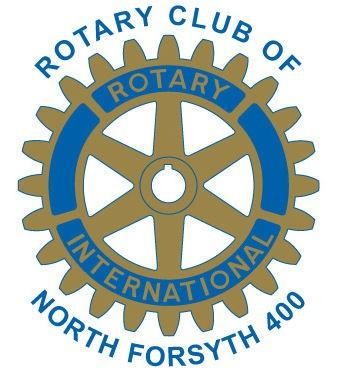 ROTARY CLUB OF
ROTARY
INTERNATIONAL
NORTH FORSYTH 400